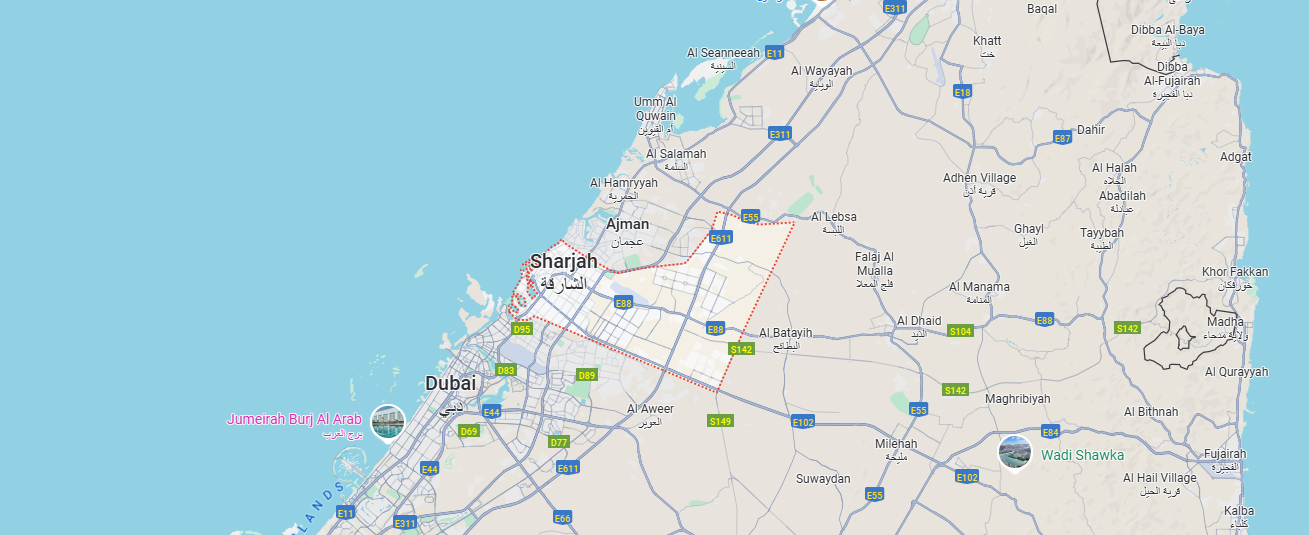 E311
Baqal
Dibba Al-Baya
دبا البيعة
Khatt
خت
Al Seanneeah
السينية
E11
Al Wayayah
الوياية
Dibba
Al-Fujairah
دبا الفجيرة
E18
Umm Al
Quwain
أم القيوين
E311
E87
Dahir
Al Salamah
السلمة
Adgat
Al Halah
الحلاه
Adhen Village
قرية أذن
Al Hamryyah
الحمرية
Abadilah
عبادلة
Ajman
عجمان
E55
Al Lebsa
اللبسة
E611
Ghayl
الغيل
Tayybah
الطيبة
Sharjah
الشارقة
Falaj Al
Mualla
فلج المعلا
Khor Fakkan
خورفكان
Al Manama
المنامة
E88
E88
Al Dhaid
الذيد
S104
E88
S142
Madha
ولاية مدحاء
D95
Al Batayih
البطائح
S142
D83
D89
Al Qurayyah
Dubai
دبي
S142
Maghribiyah
Jumeirah Burj Al Arab
برج العرب
E44
Al Aweer
العوير
S149
E102
E55
Al Bithnah
D69
D77
E84
Milehah
مليحة
Wadi Shawka
Fujairah
الفجيرة
E44
E611
Suwaydan
E102
Al Hail Village
قرية الحيل
E55
LANDS
E11
E311
E66
Kalba
كلباء